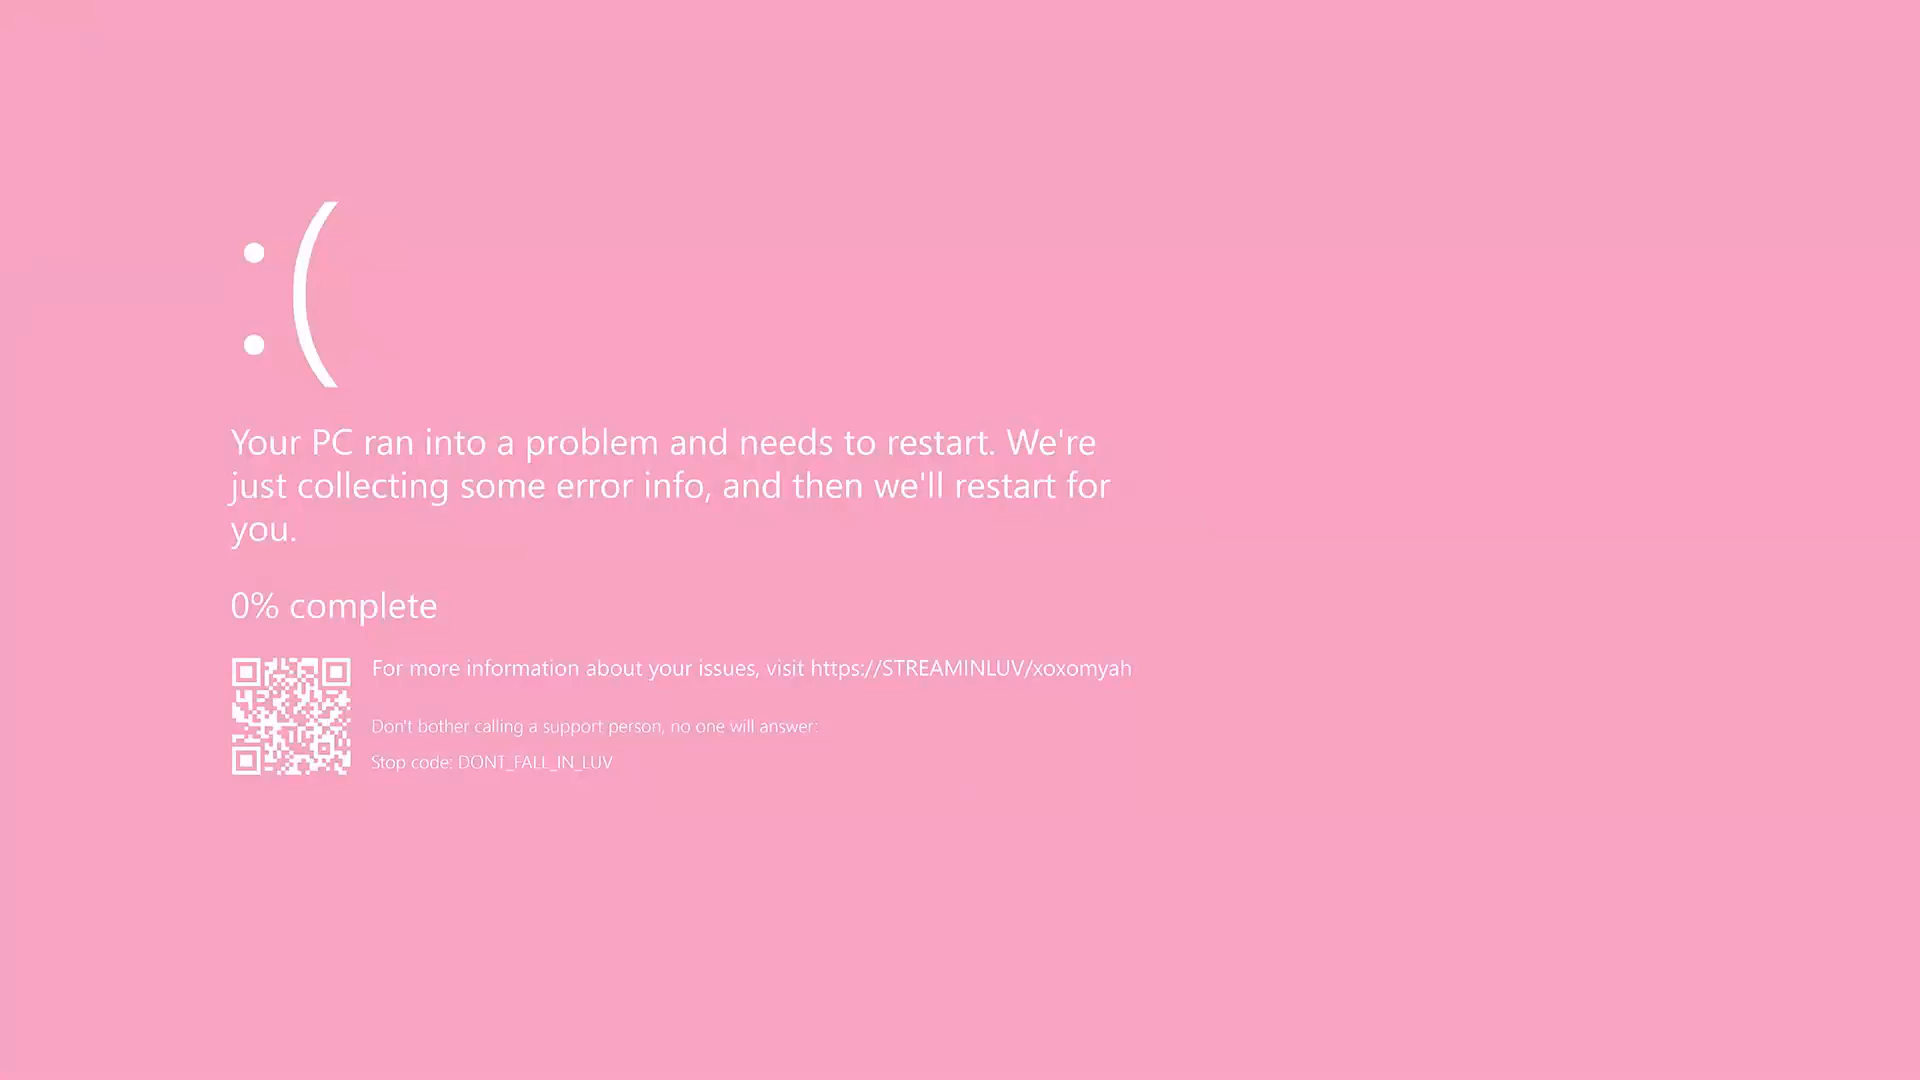 :(
Your PC ran into a problem and needs to restart. We're
just collecting some error info, and then we'll restart for
you.
0% complete
For more information about your issues, visit https://STREAMINLUV/xoxomyah
Don't bother calling a support person, no one will answer:
Stop code: DONT_FALL_IN_LUV